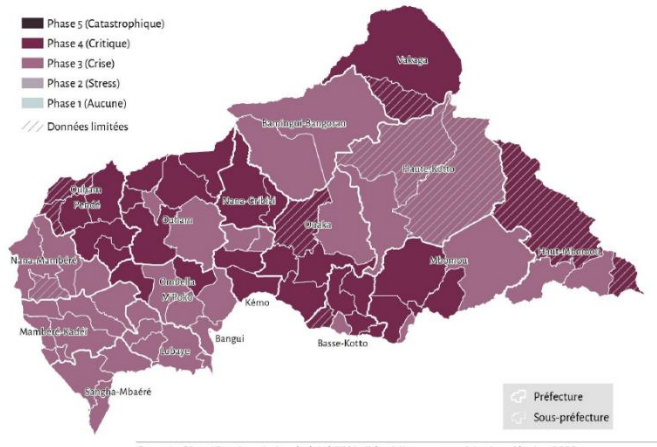 Phase 5 (Catastrophique)
Phase 4 (Critique)
Phase 3 (Crise)
Phase 2 (Stress)
Phase 1 (Aucune)
Données limitées
Vakaga
Bamingui-Bangoran
Haute-Kotto
Ouham
Pendé
Nana-Gribizi
Ouham
Ouaka
Nana-Mambéré
Haut-Mbomou
Mbomou
Ombella
M'Poko
Kémo
Mambéré-Kadéï
Bangui
Basse-Kotto
Lobaye
Sangha-Mbaéré
Préfecture
Sous-préfecture